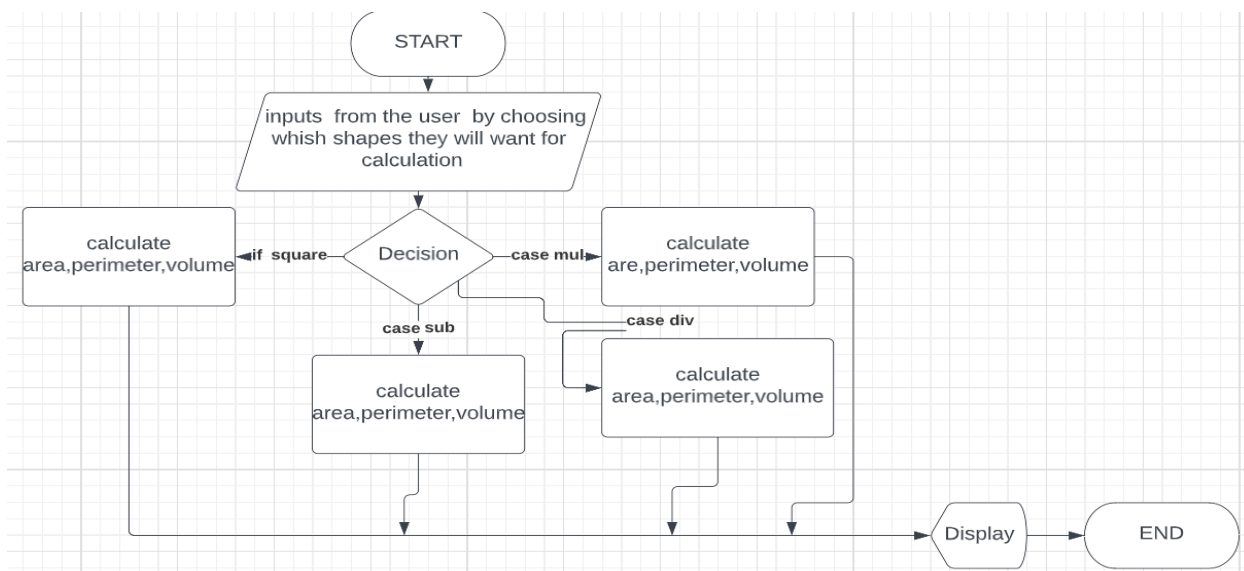 START
inputs from the user by choosing
whish shapes they will want for
calculation
calculate
area,perimeter,volume
if square
Decision
case mul
calculate
are,perimeter,volume
case sub
case div
calculate
area,perimeter,volume
calculate
area,perimeter,volume
Display
END